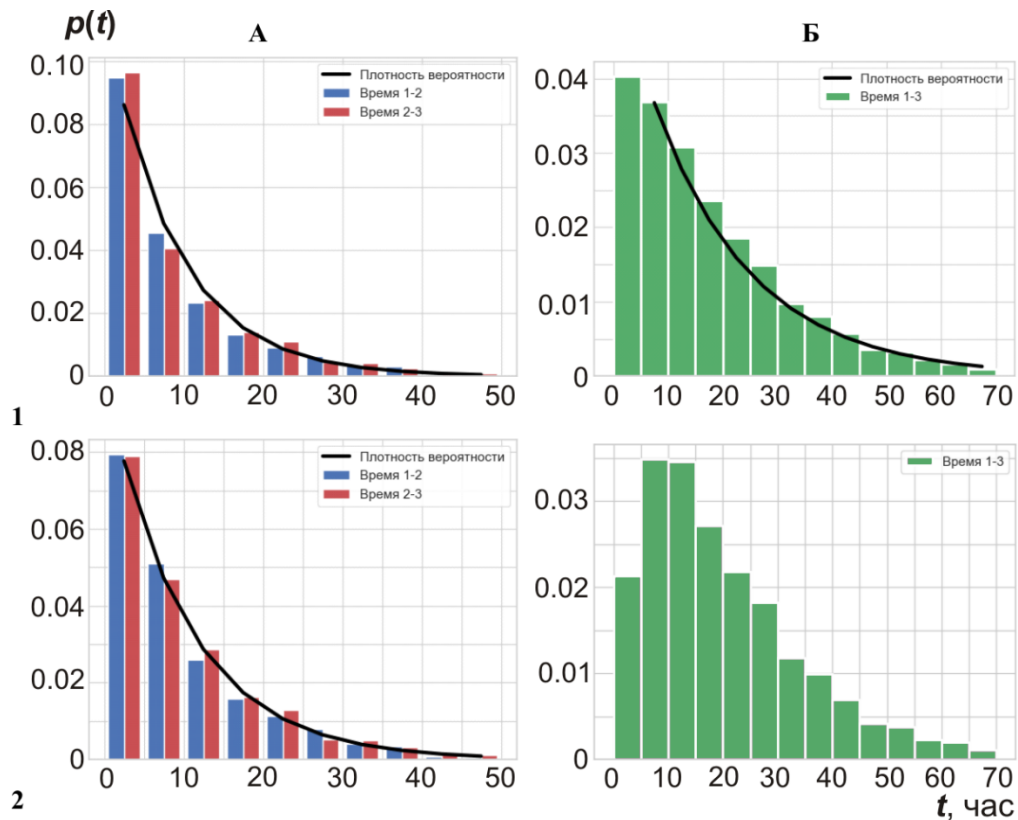 p(t)
А
Б
0.10
0.08
0.06
0.04
0.02
0
Плотность вероятности
Время 1-2
Время 2-3
0 10 20 30 40 50
1
0.04
0.03
0.02
0.01
0
Плотность вероятности
Время 1-3
0 10 20 30 40 50 60 70
0.08
0.06
0.04
0.02
0
Плотность вероятности
Время 1-2
Время 2-3
0 10 20 30 40 50
2
0.03
0.02
0.01
0
Время 1-3
0 10 20 30 40 50 60 70
t, час